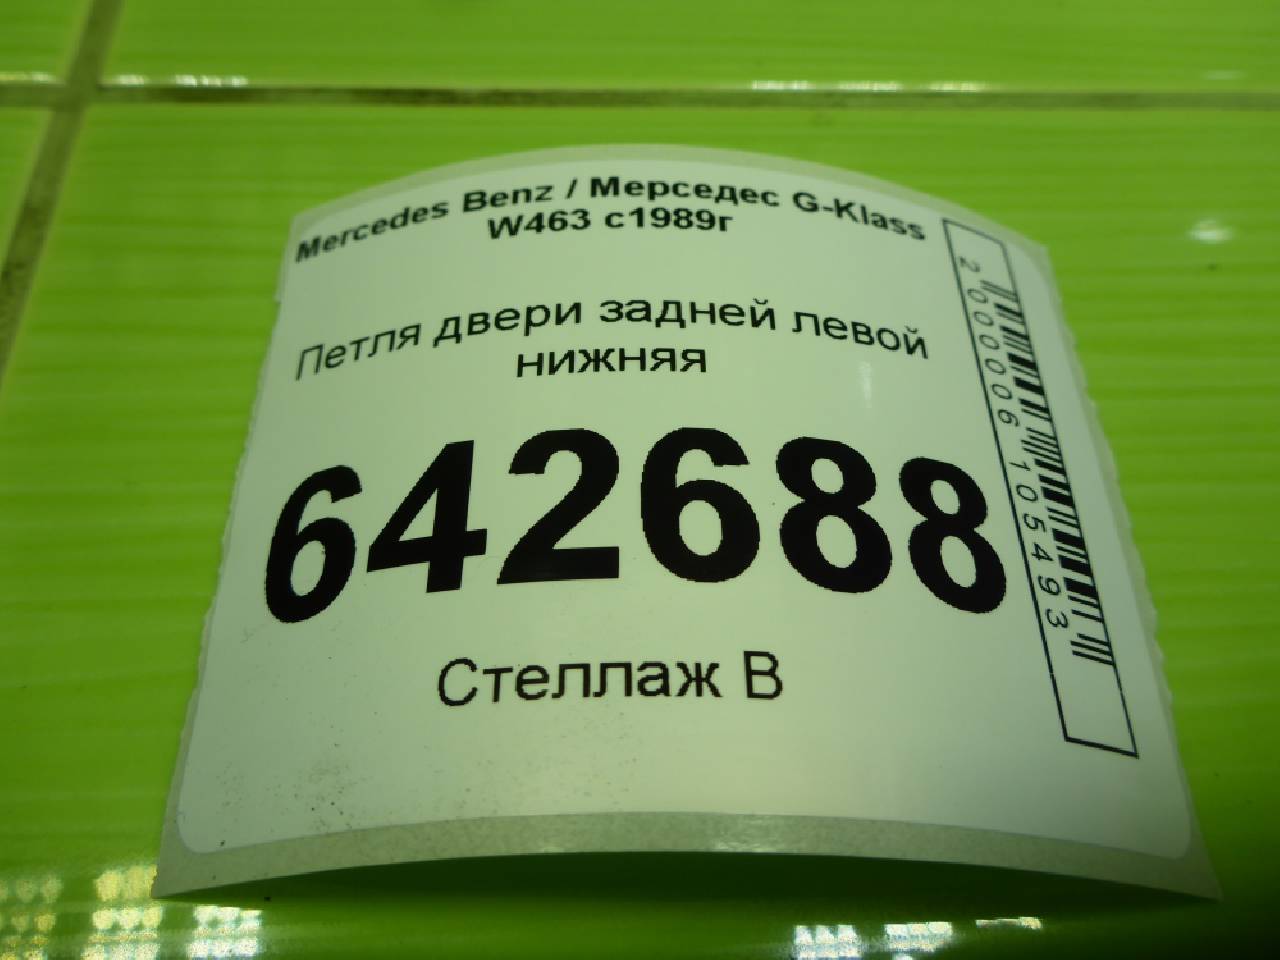 Mercedes Benz / Мерседес G-Klass
W463 с1989г
Петля двери задней левой
нижняя
642688
Стеллаж В
2000006105493